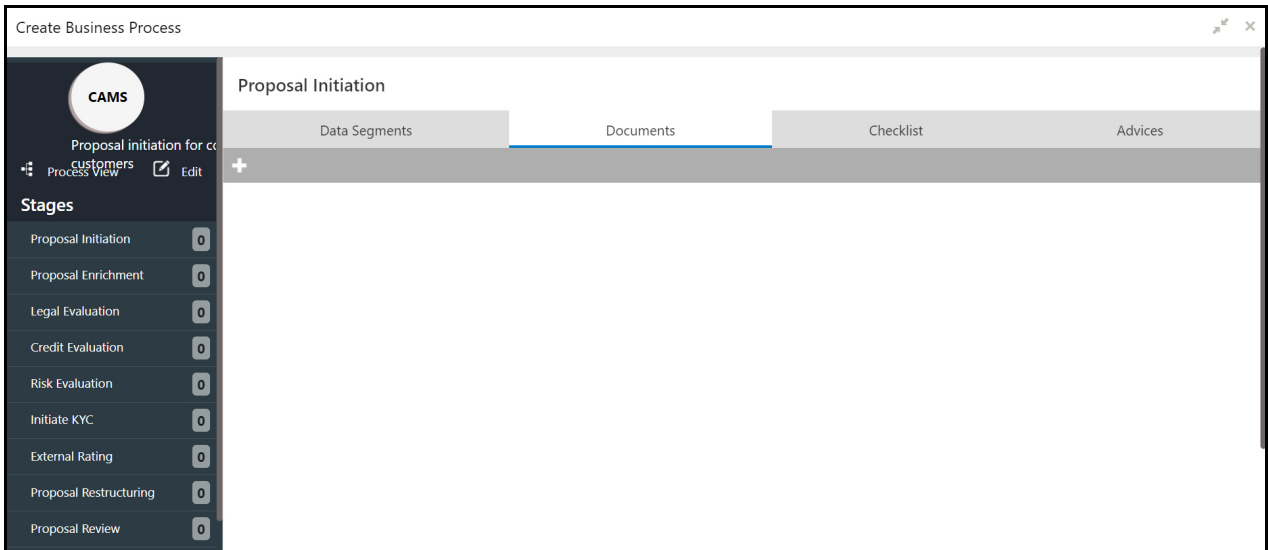 Create Business Process
CAMS
Proposal initiation for co
customers
Process View Edit
Stages
Proposal Initiation 0
Proposal Enrichment 0
Legal Evaluation 0
Credit Evaluation 0
Risk Evaluation 0
Initiate KYC 0
External Rating 0
Proposal Restructuring 0
Proposal Review 0
Proposal Initiation
Data Segments Documents Checklist Advices